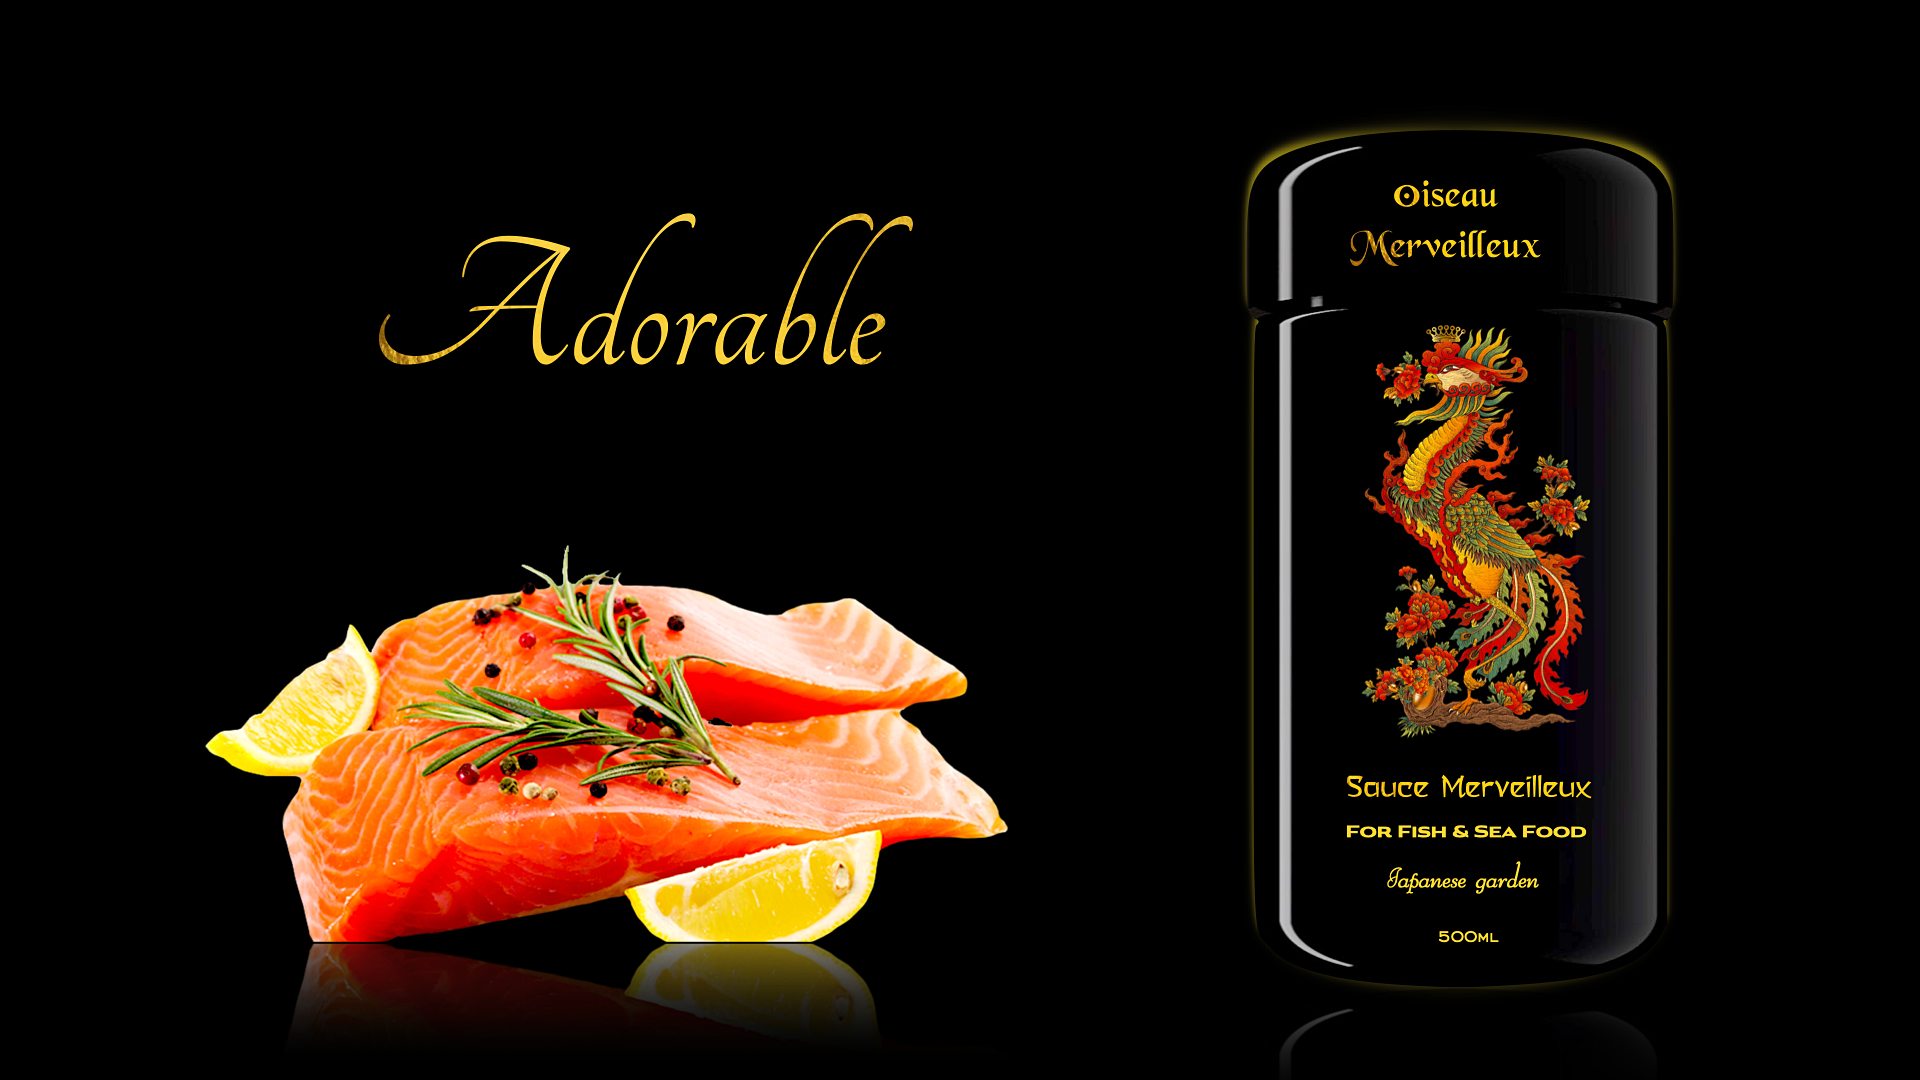 Adorable
Oiseau
Merveilleux
Sauce Merveilleux
For Fish & Sea Food
Japanese garden
500ML